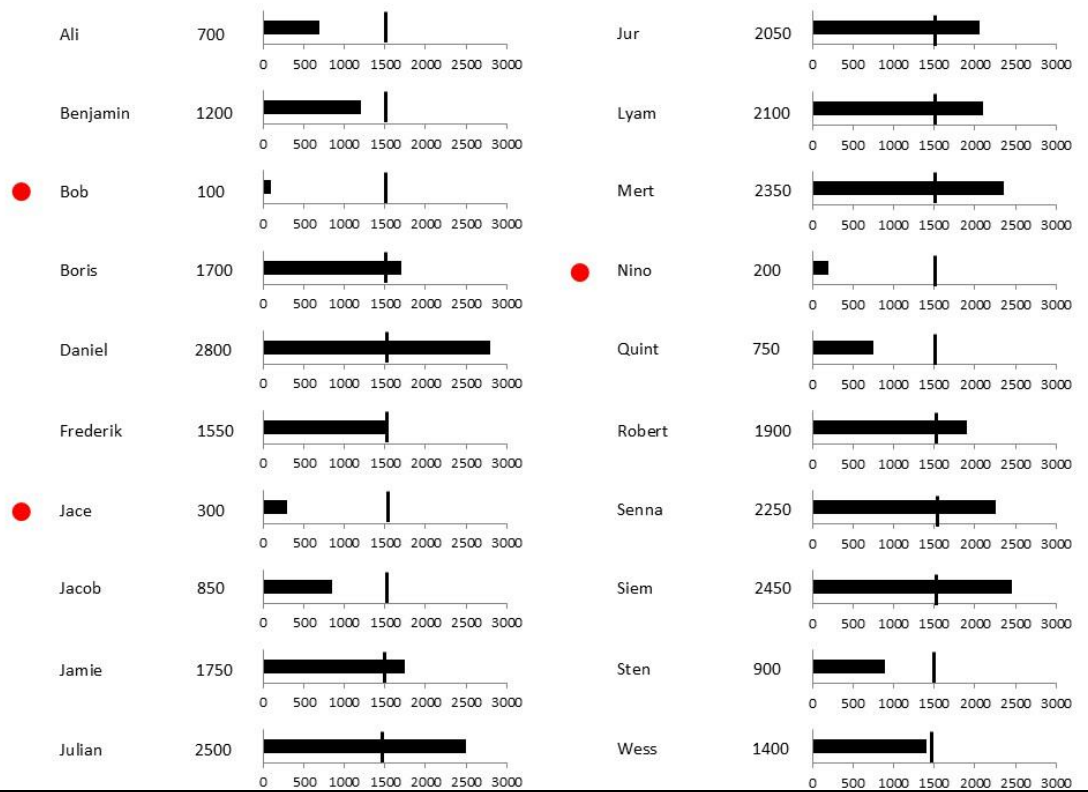 Ali 700
0 500 1000 1500 2000 2500 3000
Benjamin 1200
0 500 1000 1500 2000 2500 3000
Bob 100
0 500 1000 1500 2000 2500 3000
Boris 1700
0 500 1000 1500 2000 2500 3000
Daniel 2800
0 500 1000 1500 2000 2500 3000
Frederik 1550
0 500 1000 1500 2000 2500 3000
Jace 300
0 500 1000 1500 2000 2500 3000
Jacob 850
0 500 1000 1500 2000 2500 3000
Jamie 1750
0 500 1000 1500 2000 2500 3000
Julian 2500
0 500 1000 1500 2000 2500 3000
Jur 2050
0 500 1000 1500 2000 2500 3000
Lyam 2100
0 500 1000 1500 2000 2500 3000
Mert 2350
0 500 1000 1500 2000 2500 3000
Nino 200
0 500 1000 1500 2000 2500 3000
Quint 750
0 500 1000 1500 2000 2500 3000
Robert 1900
0 500 1000 1500 2000 2500 3000
Senna 2250
0 500 1000 1500 2000 2500 3000
Siem 2450
0 500 1000 1500 2000 2500 3000
Sten 900
0 500 1000 1500 2000 2500 3000
Wess 1400
0 500 1000 1500 2000 2500 3000